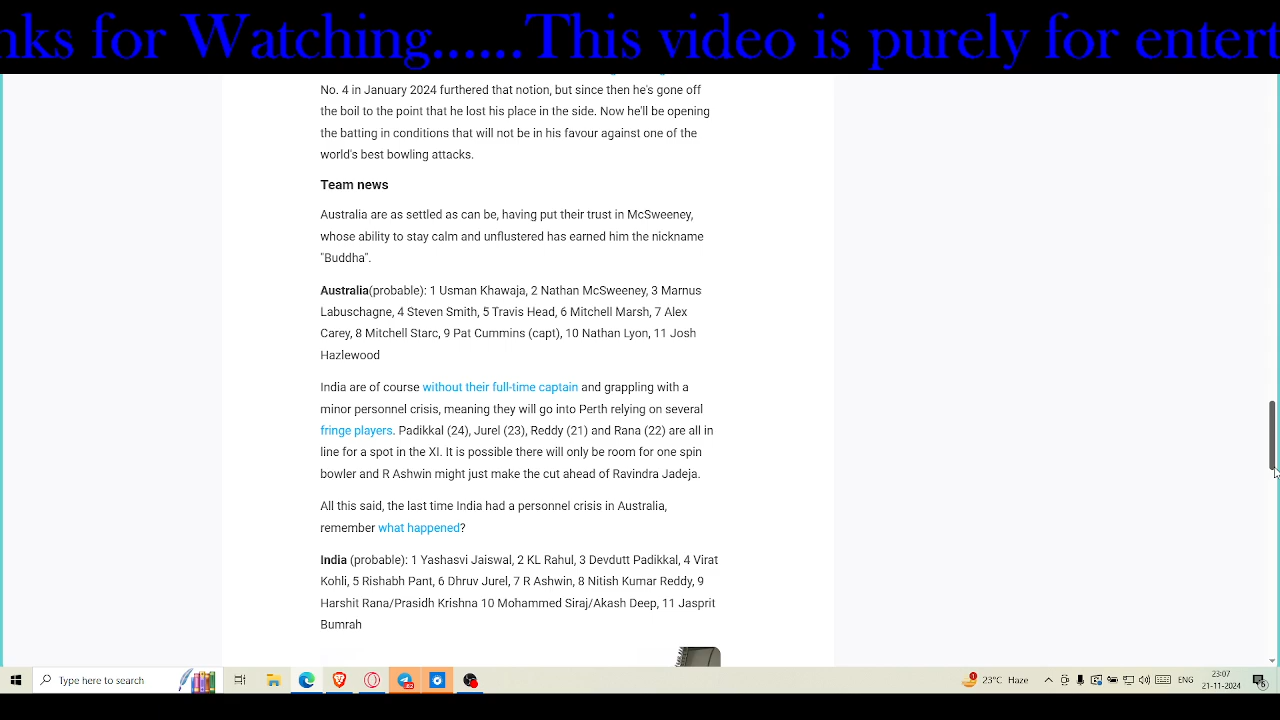 nks for Watching......This video is purely for entert
No. 4 in January 2024 furthered that notion, but since then he's gone off
the boil to the point that he lost his place in the side. Now he'll be opening
the batting in conditions that will not be in his favour against one of the
world's best bowling attacks.
Team news
Australia are as settled as can be, having put their trust in McSweeney,
whose ability to stay calm and unflustered has earned him the nickname
"Buddha".
Australia(probable): 1 Usman Khawaja, 2 Nathan McSweeney, 3 Marnus
Labuschagne, 4 Steven Smith, 5 Travis Head, 6 Mitchell Marsh, 7 Alex
Carey, 8 Mitchell Starc, 9 Pat Cummins (capt), 10 Nathan Lyon, 11 Josh
Hazlewood
India are of course without their full-time captain and grappling with a
minor personnel crisis, meaning they will go into Perth relying on several
fringe players. Padikkal (24), Jurel (23), Reddy (21) and Rana (22) are all in
line for a spot in the XI. It is possible there will only be room for one spin
bowler and R Ashwin might just make the cut ahead of Ravindra Jadeja.
All this said, the last time India had a personnel crisis in Australia,
remember what happened?
India (probable): 1 Yashasvi Jaiswal, 2 KL Rahul, 3 Devdutt Padikkal, 4 Virat
Kohli, 5 Rishabh Pant, 6 Dhruv Jurel, 7 R Ashwin, 8 Nitish Kumar Reddy, 9
Harshit Rana/Prasidh Krishna 10 Mohammed Siraj/Akash Deep, 11 Jasprit
Bumrah
Type here to search
23°C Haze
ENG
23:07
21-11-2024